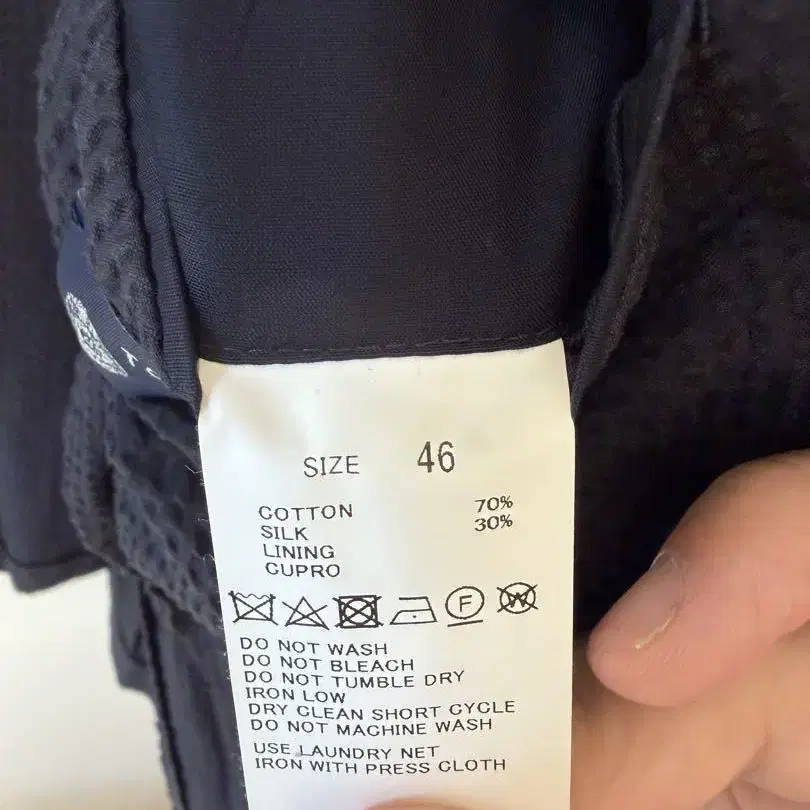 SIZE 46
COTTON 70%
SILK 30%
LINING
CUPRO
F W
DO NOT WASH
DO NOT BLEACH
DO NOT TUMBLE DRY
IRON LOW
DRY CLEAN SHORT CYCLE
DO NOT MACHINE WASH
USE LAUNDRY NET
IRON WITH PRESS CLOTH